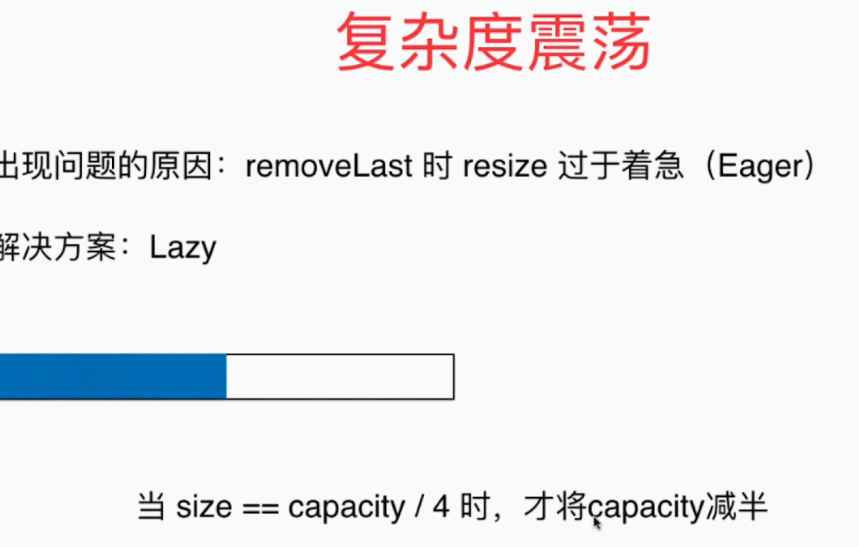 复杂度震荡
出现问题的原因：removeLast 时 resize 过于着急（Eager）
解决方案：Lazy
当 size == capacity / 4 时，才将capacity减半